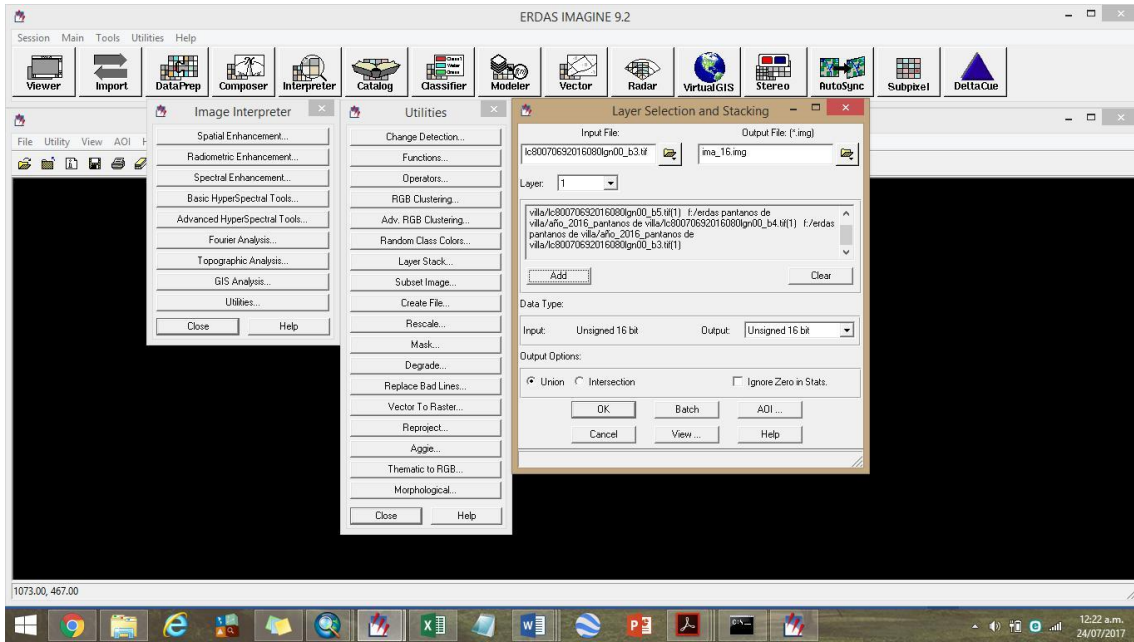 ERDAS IMAGINE 9.2
Session Main Tools Utilities Help
Viewer Import DataPrep Composer Interpreter Catalog Classifier Modeler Vector Radar VirtualGIS Stereo AutoSync Subpixel DeltaCue
File Utility View AOI H
Image Interpreter
Spatial Enhancement...
Radiometric Enhancement...
Spectral Enhancement...
Basic HyperSpectral Tools...
Advanced HyperSpectral Tools...
Fourier Analysis...
Topographic Analysis...
GIS Analysis...
Utilities...
Close Help
Utilities
Change Detection...
Functions...
Operators...
RGB Clustering...
Adv. RGB Clustering...
Random Class Colors...
Layer Stack...
Subset Image...
Create File...
Rescale...
Mask...
Degrade...
Replace Bad Lines...
Vector To Raster...
Reproject...
Aggie...
Thematic to RGB...
Morphological...
Close Help
Layer Selection and Stacking
Input File: Output File: (*.img)
lc80070692016080lgn00_b3.tif ima_16.img
Layer: 1
villa/lc80070692016080lgn00_b5.tif(1) f:/erdas pantanos de
villa/año_2016_pantanos de villa/lc80070692016080lgn00_b4.tif(1) f:/erdas
pantanos de villa/año_2016_pantanos de
villa/lc80070692016080lgn00_b3.tif(1)
Add Clear
Data Type:
Input: Unsigned 16 bit Output: Unsigned 16 bit
Output Options:
Union Intersection Ignore Zero in Stats.
OK Batch AOI ...
Cancel View ... Help
1073.00, 467.00
12:22 a.m.
24/07/2017